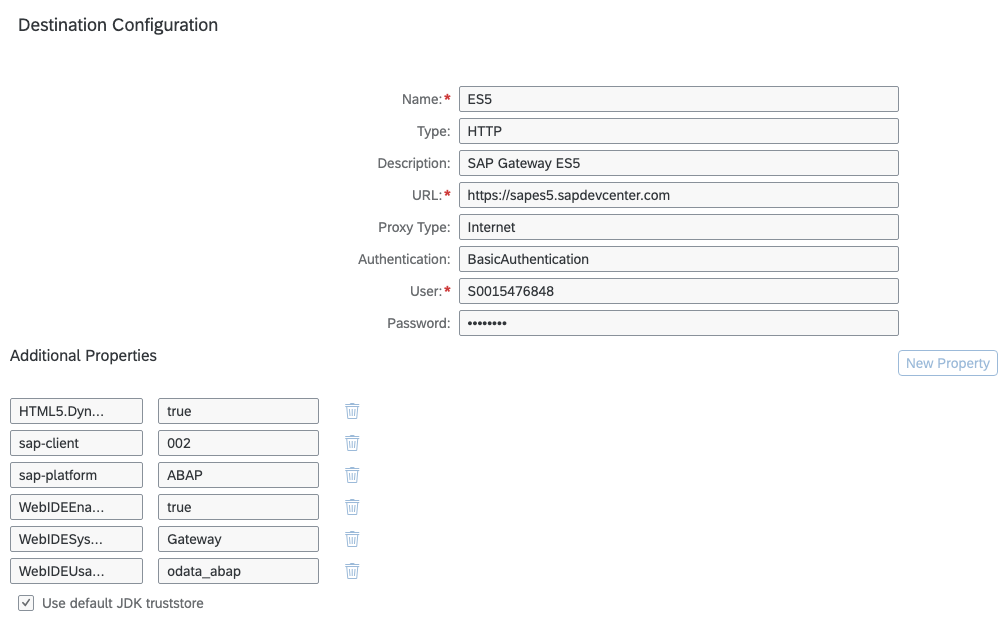 Destination Configuration
Name:* ES5
Type: HTTP
Description: SAP Gateway ES5
URL:* https://sapes5.sapdevcenter.com
Proxy Type: Internet
Authentication: BasicAuthentication
User:* S0015476848
Password: ••••••••
Additional Properties
New Property
HTML5.Dyn... true
sap-client 002
sap-platform ABAP
WebIDEEna... true
WebIDESys... Gateway
WebIDEUsa... odata_abap
Use default JDK truststore